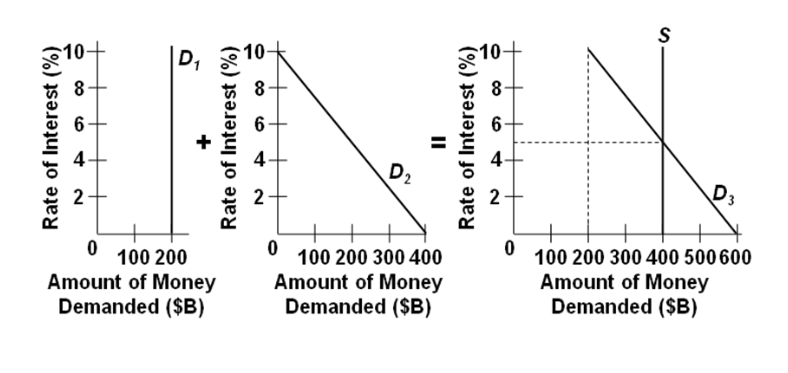 Rate of Interest (%)
10
8
6
4
2
0
100 200
D1
Amount of Money
Demanded ($B)
+
Rate of Interest (%)
10
8
6
4
2
0
100 200 300 400
D2
Amount of Money
Demanded ($B)
=
Rate of Interest (%)
10
8
6
4
2
0
100 200 300 400 500 600
S
D3
Amount of Money
Demanded ($B)